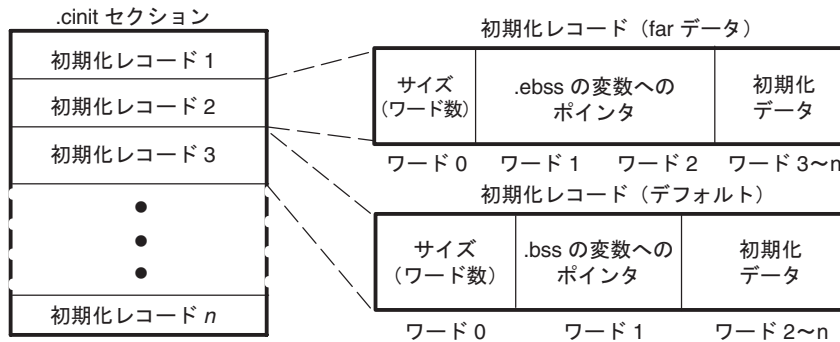 .cinit セクション
初期化レコード 1
初期化レコード 2
初期化レコード 3
初期化レコード n
初期化レコード（far データ）
サイズ
（ワード数）
.ebss の変数への
ポインタ
初期化
データ
ワード 0
ワード 1
ワード 2
ワード 3〜n
初期化レコード（デフォルト）
サイズ
（ワード数）
.bss の変数への
ポインタ
初期化
データ
ワード 0
ワード 1
ワード 2〜n